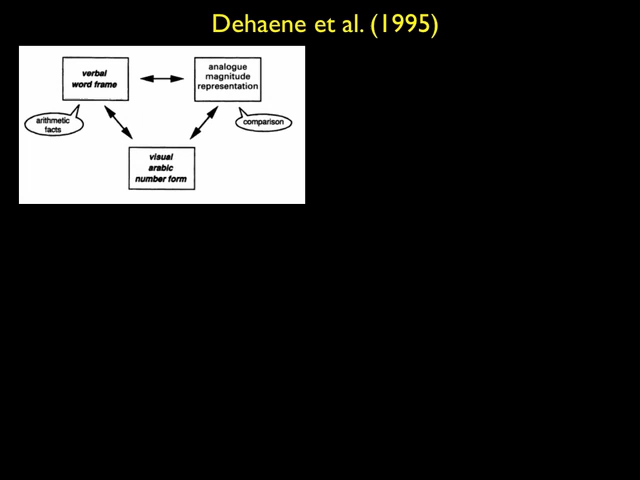 Dehaene et al. (1995)
verbal
word frame
analogue
magnitude
representation
arithmetic
facts
comparison
visual
arabic
number form